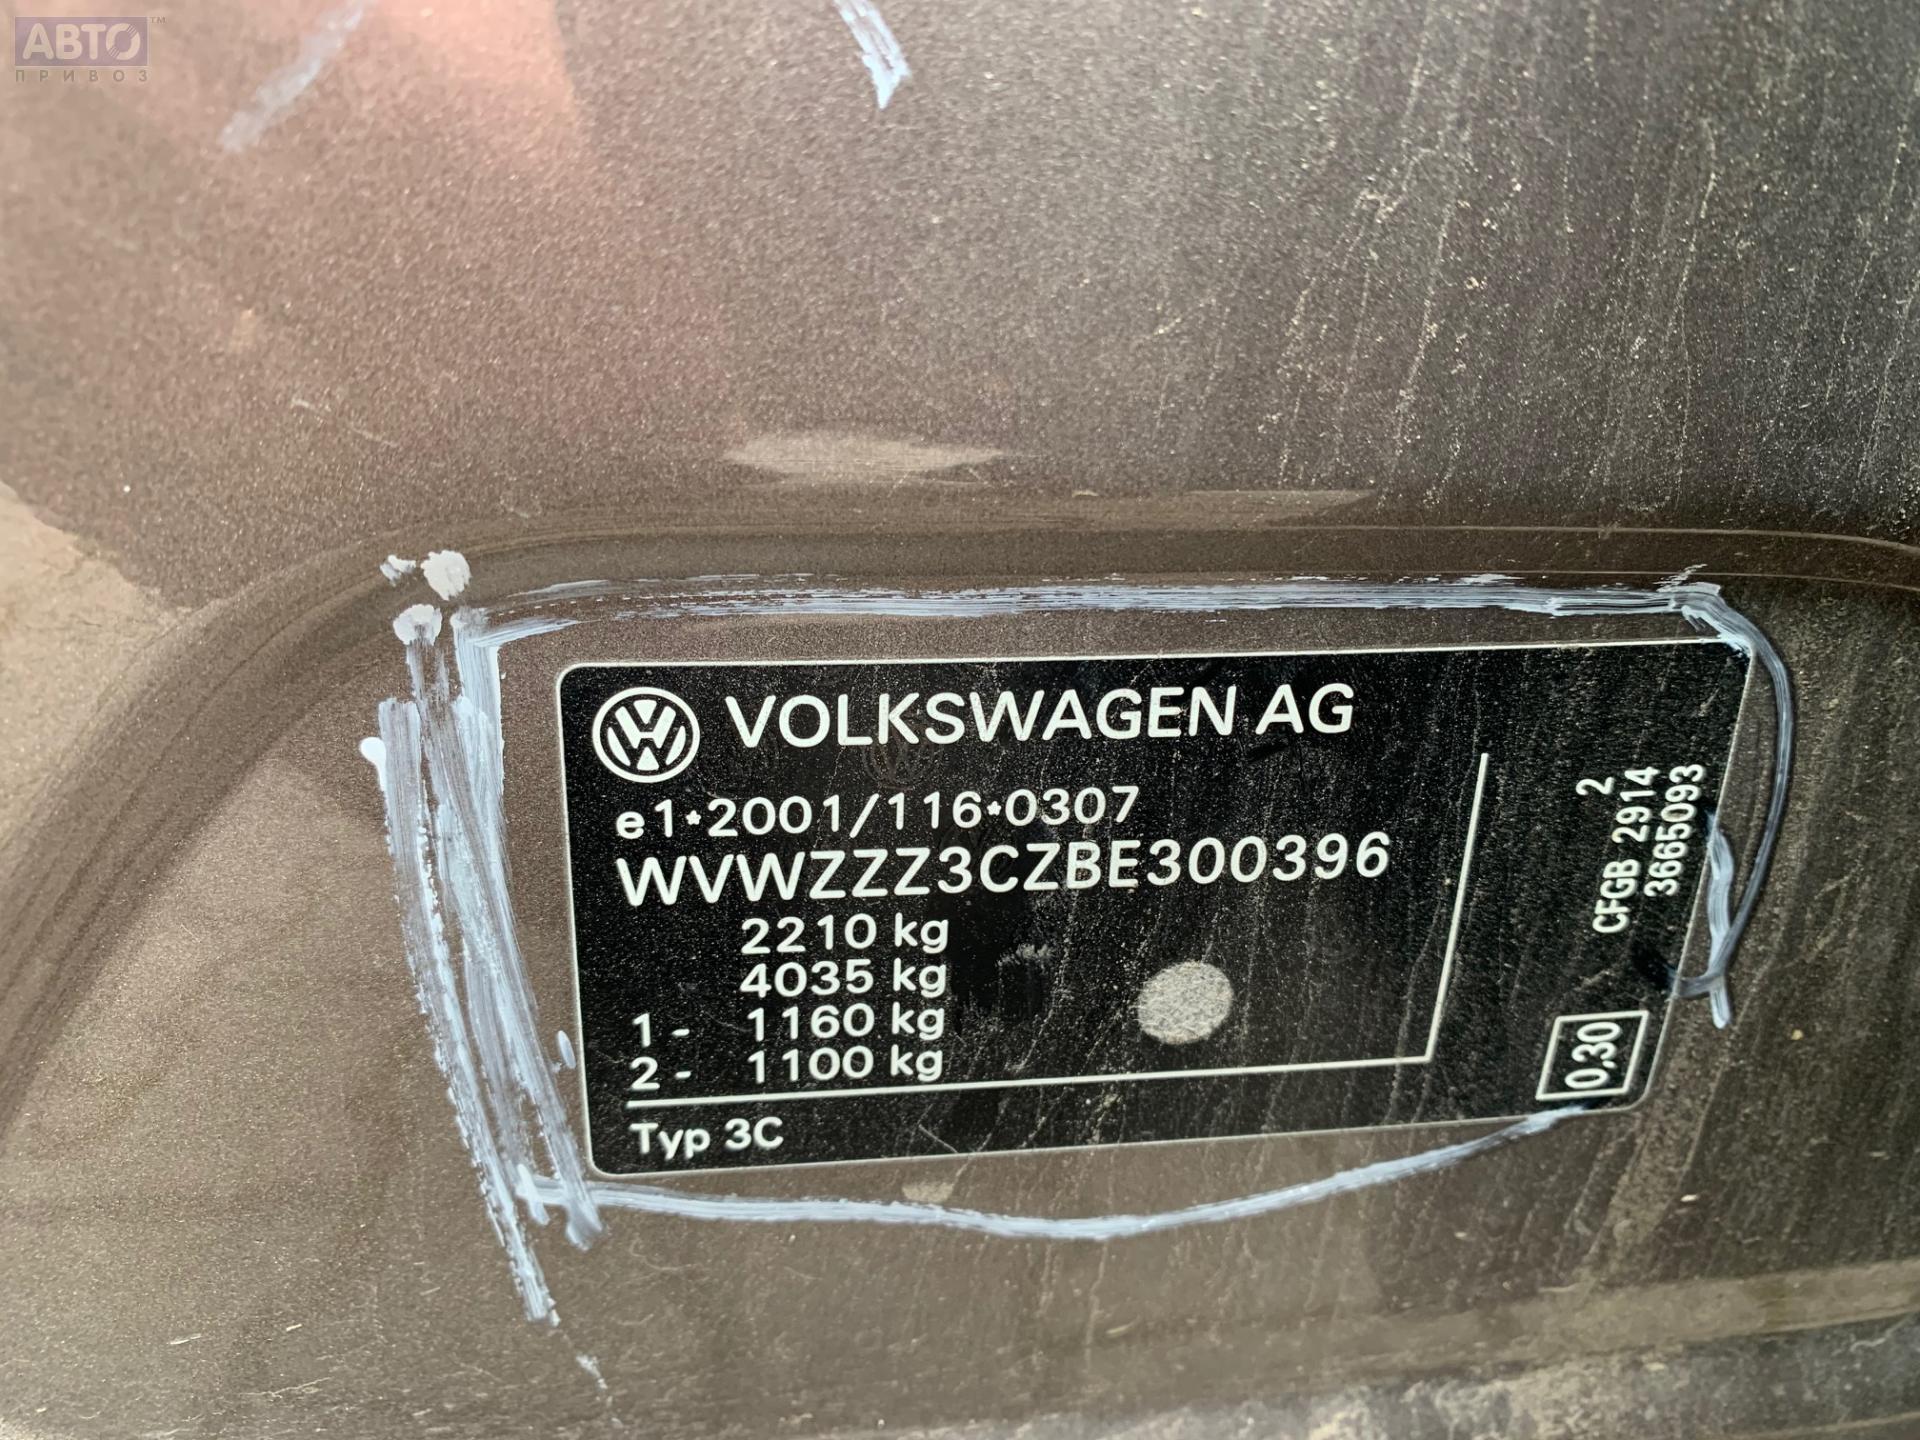 АВТО™
ПРИВОЗ
VOLKSWAGEN AG
e1*2001/116*0307
WVWZZZ3CZBE300396
2210 kg
4035 kg
1 - 1160 kg
2 - 1100 kg
Typ 3C
2
CFGB 2914
3665093
0,30